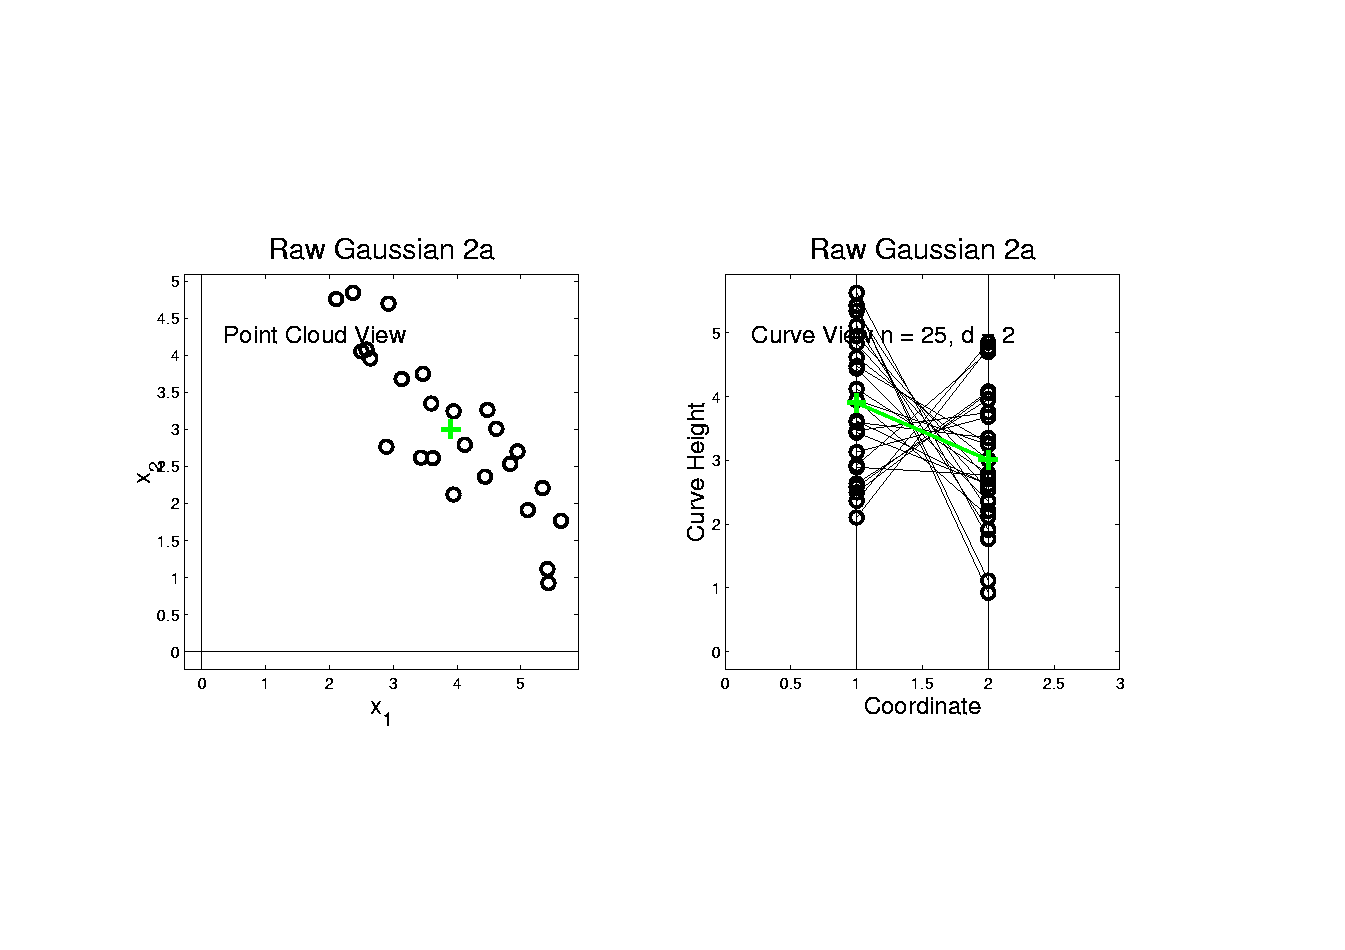 Raw Gaussian 2a
Point Cloud View
x_2
5
4.5
4
3.5
3
2.5
2
1.5
1
0.5
0
0 1 2 3 4 5
x_1
Raw Gaussian 2a
Curve View n = 25, d = 2
Curve Height
5
4
3
2
1
0
0 0.5 1 1.5 2 2.5 3
Coordinate